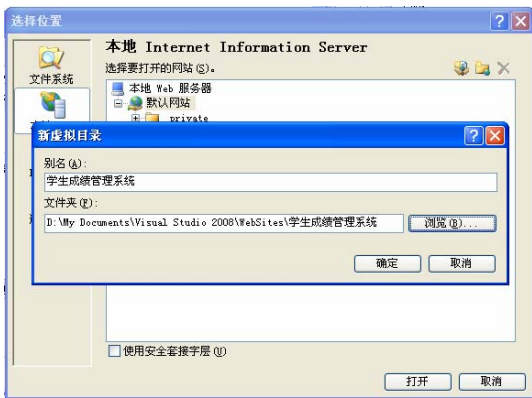 选择位置
本地 Internet Information Server
文件系统
选择要打开的网站(S)。
本地 Web 服务器
默认网站
private
新虚拟目录
别名(A):
学生成绩管理系统
文件夹(F):
D:\My Documents\Visual Studio 2008\WebSites\学生成绩管理系统
浏览(B)...
确定
取消
使用安全套接字层(U)
打开
取消